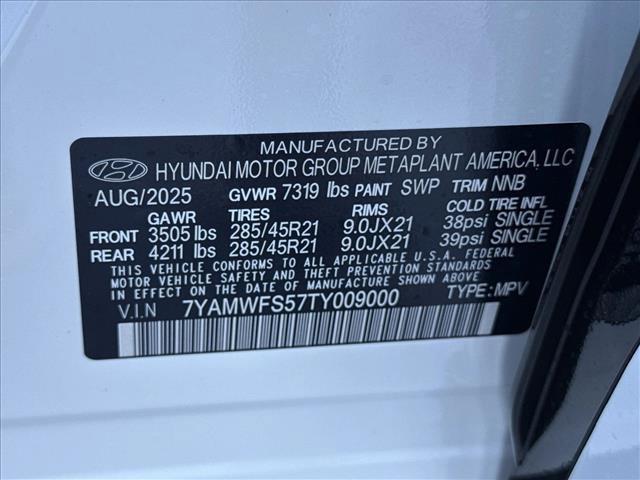 MANUFACTURED BY
HYUNDAI MOTOR GROUP METAPLANT AMERICA, LLC
AUG/2025 GVWR 7319 lbs PAINT SWP TRIM NNB
GAWR TIRES RIMS COLD TIRE INFL
FRONT 3505 lbs 285/45R21 9.0JX21 38psi SINGLE
REAR 4211 lbs 285/45R21 9.0JX21 39psi SINGLE
THIS VEHICLE CONFORMS TO ALL APPLICABLE U.S.A. FEDERAL
MOTOR VEHICLE SAFETY AND THEFT PREVENTION STANDARDS
IN EFFECT ON THE DATE OF MANUFACTURE SHOWN ABOVE.
V.I.N 7YAMWFS57TY009000 TYPE:MPV